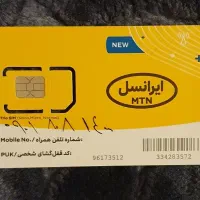 NEW
ایرانسل
MTN
شماره تلفن همراه / Mobile No.
کد قفل‌گشای شخصی / PUK
96173512
334283572